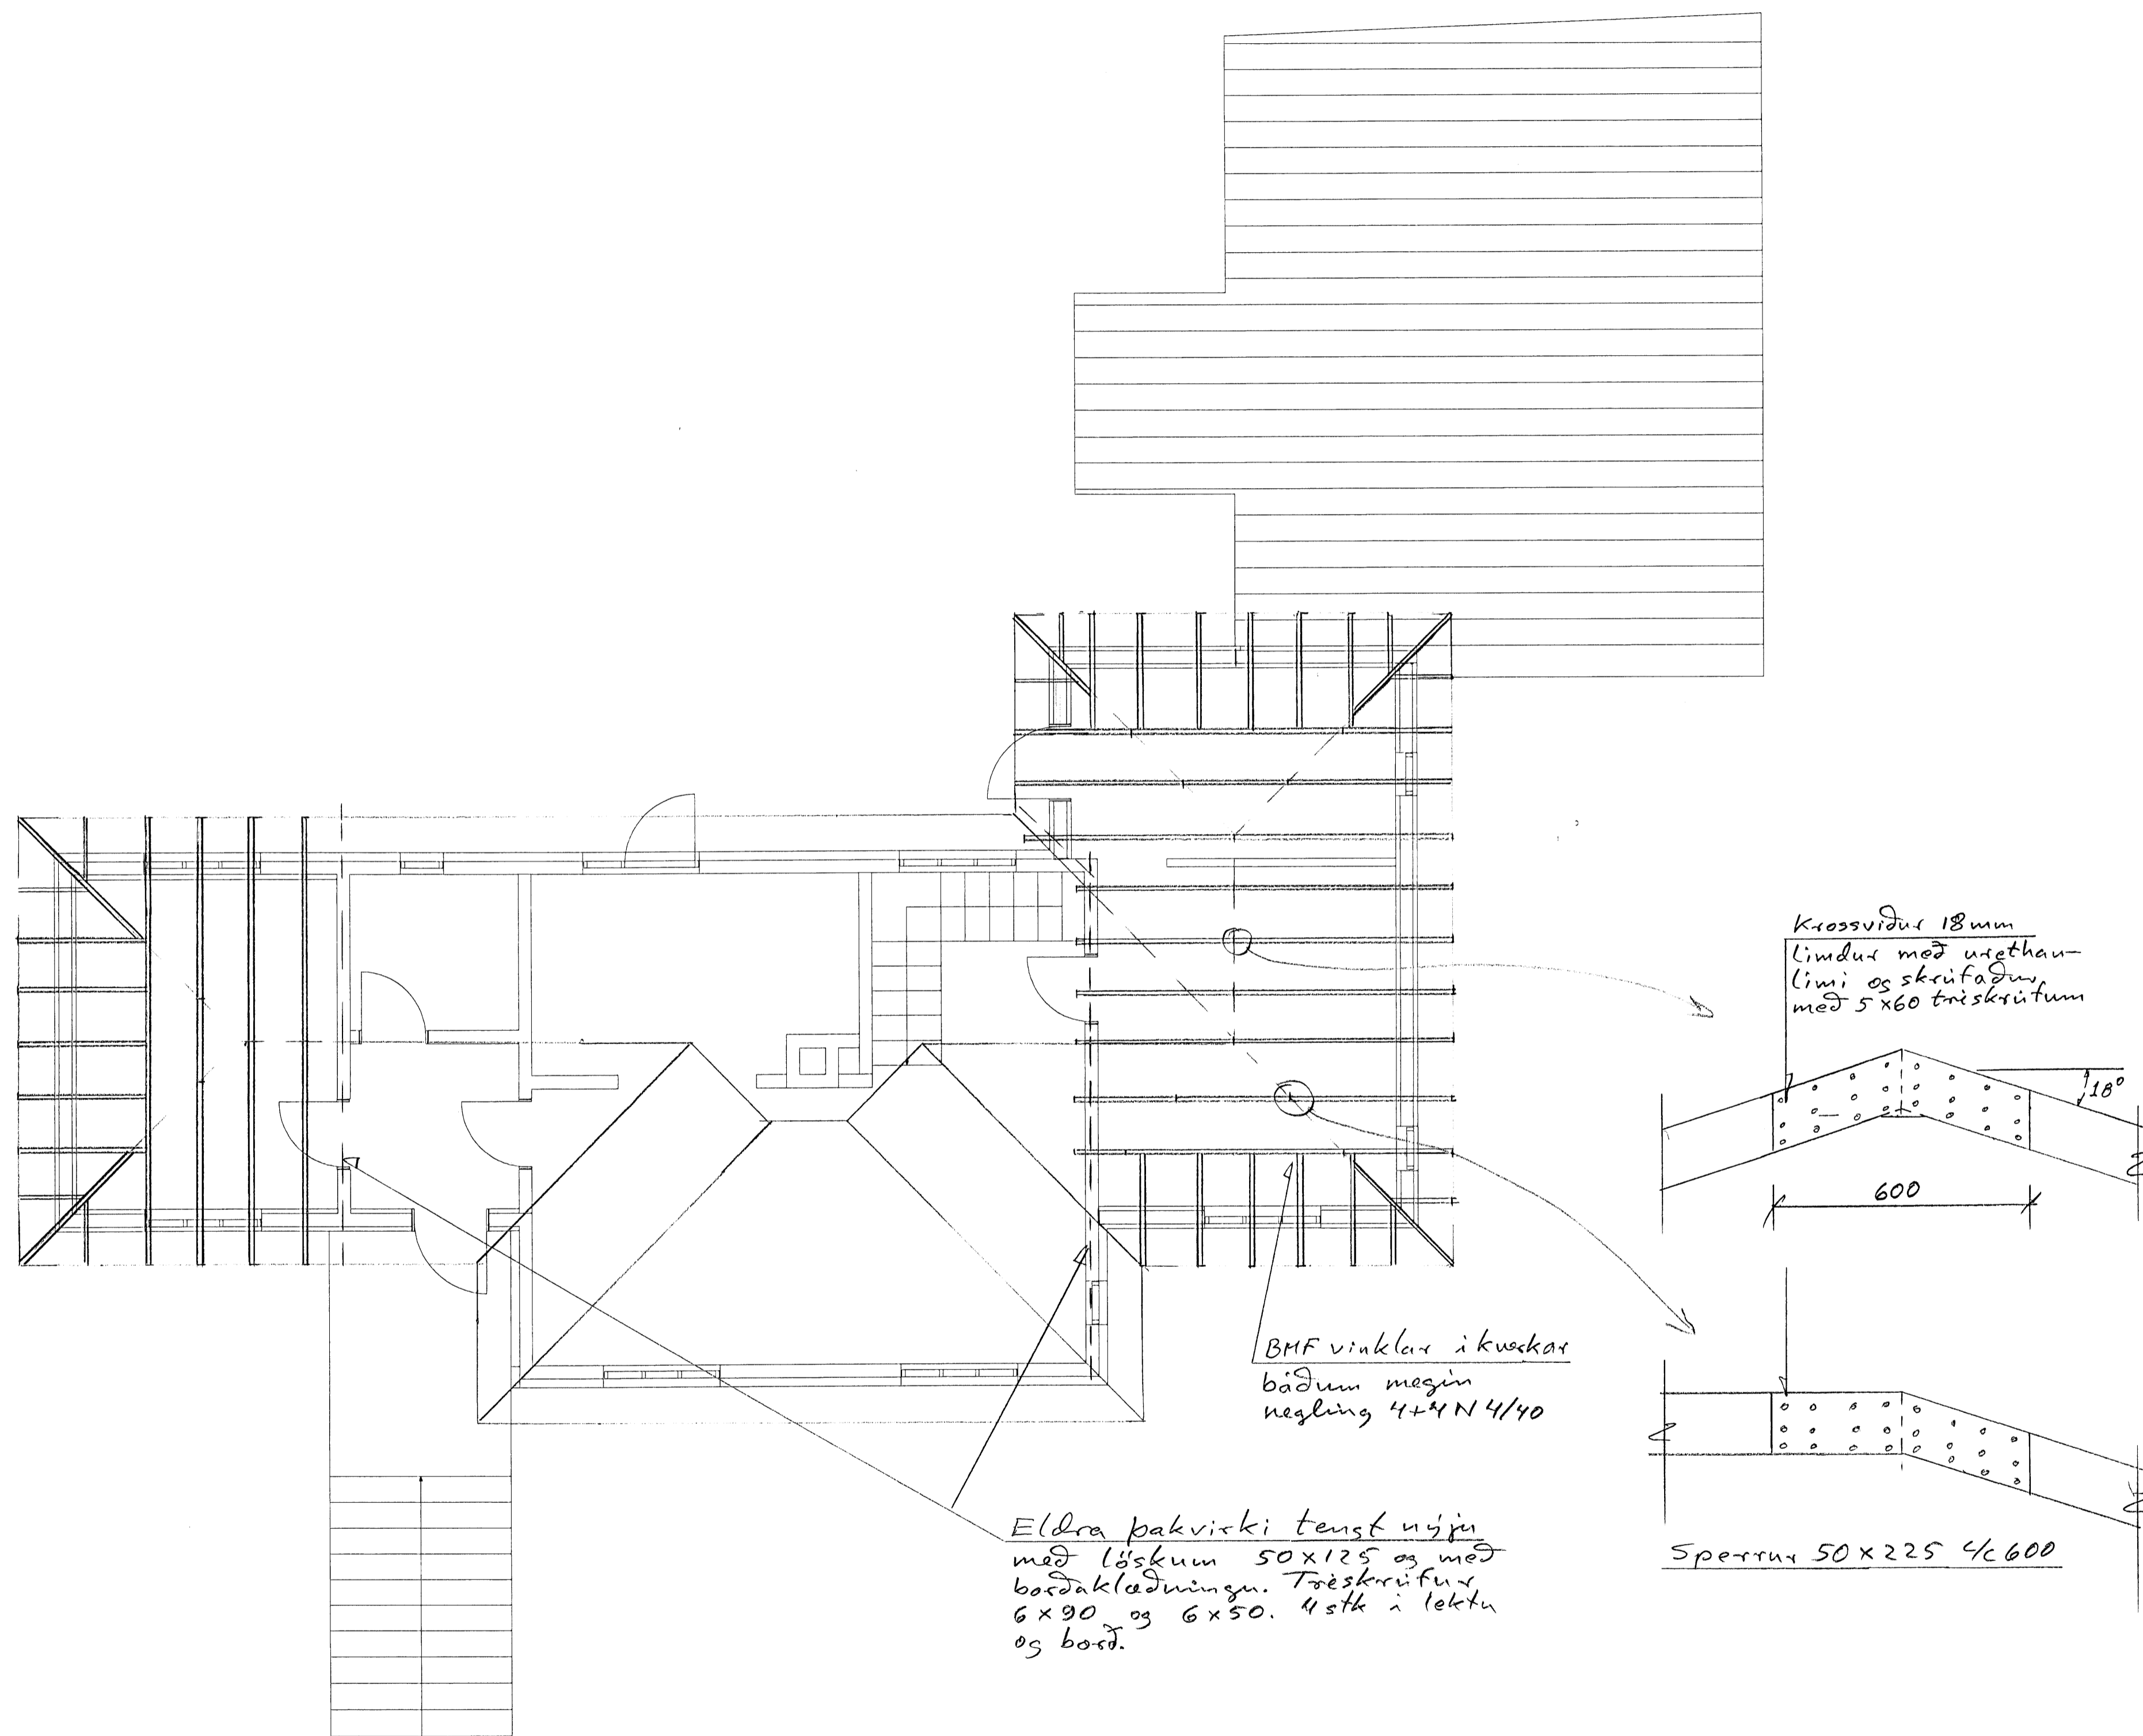 Krossviður 18mm
límdur með urethan-
lími og skrúfaður
með 5x60 tréskrúfum
18°
600
BMF vinklar í kverkar
báðum megin
negling 4+4 N 4/40
Sperrur 50x225 c/c 600
Eldra þakvirki tengt nýju
með löskum 50x125 og með
borðaklæðningu. Tréskrúfur
6x90 og 6x50. 4 stk í lektu
og borð.